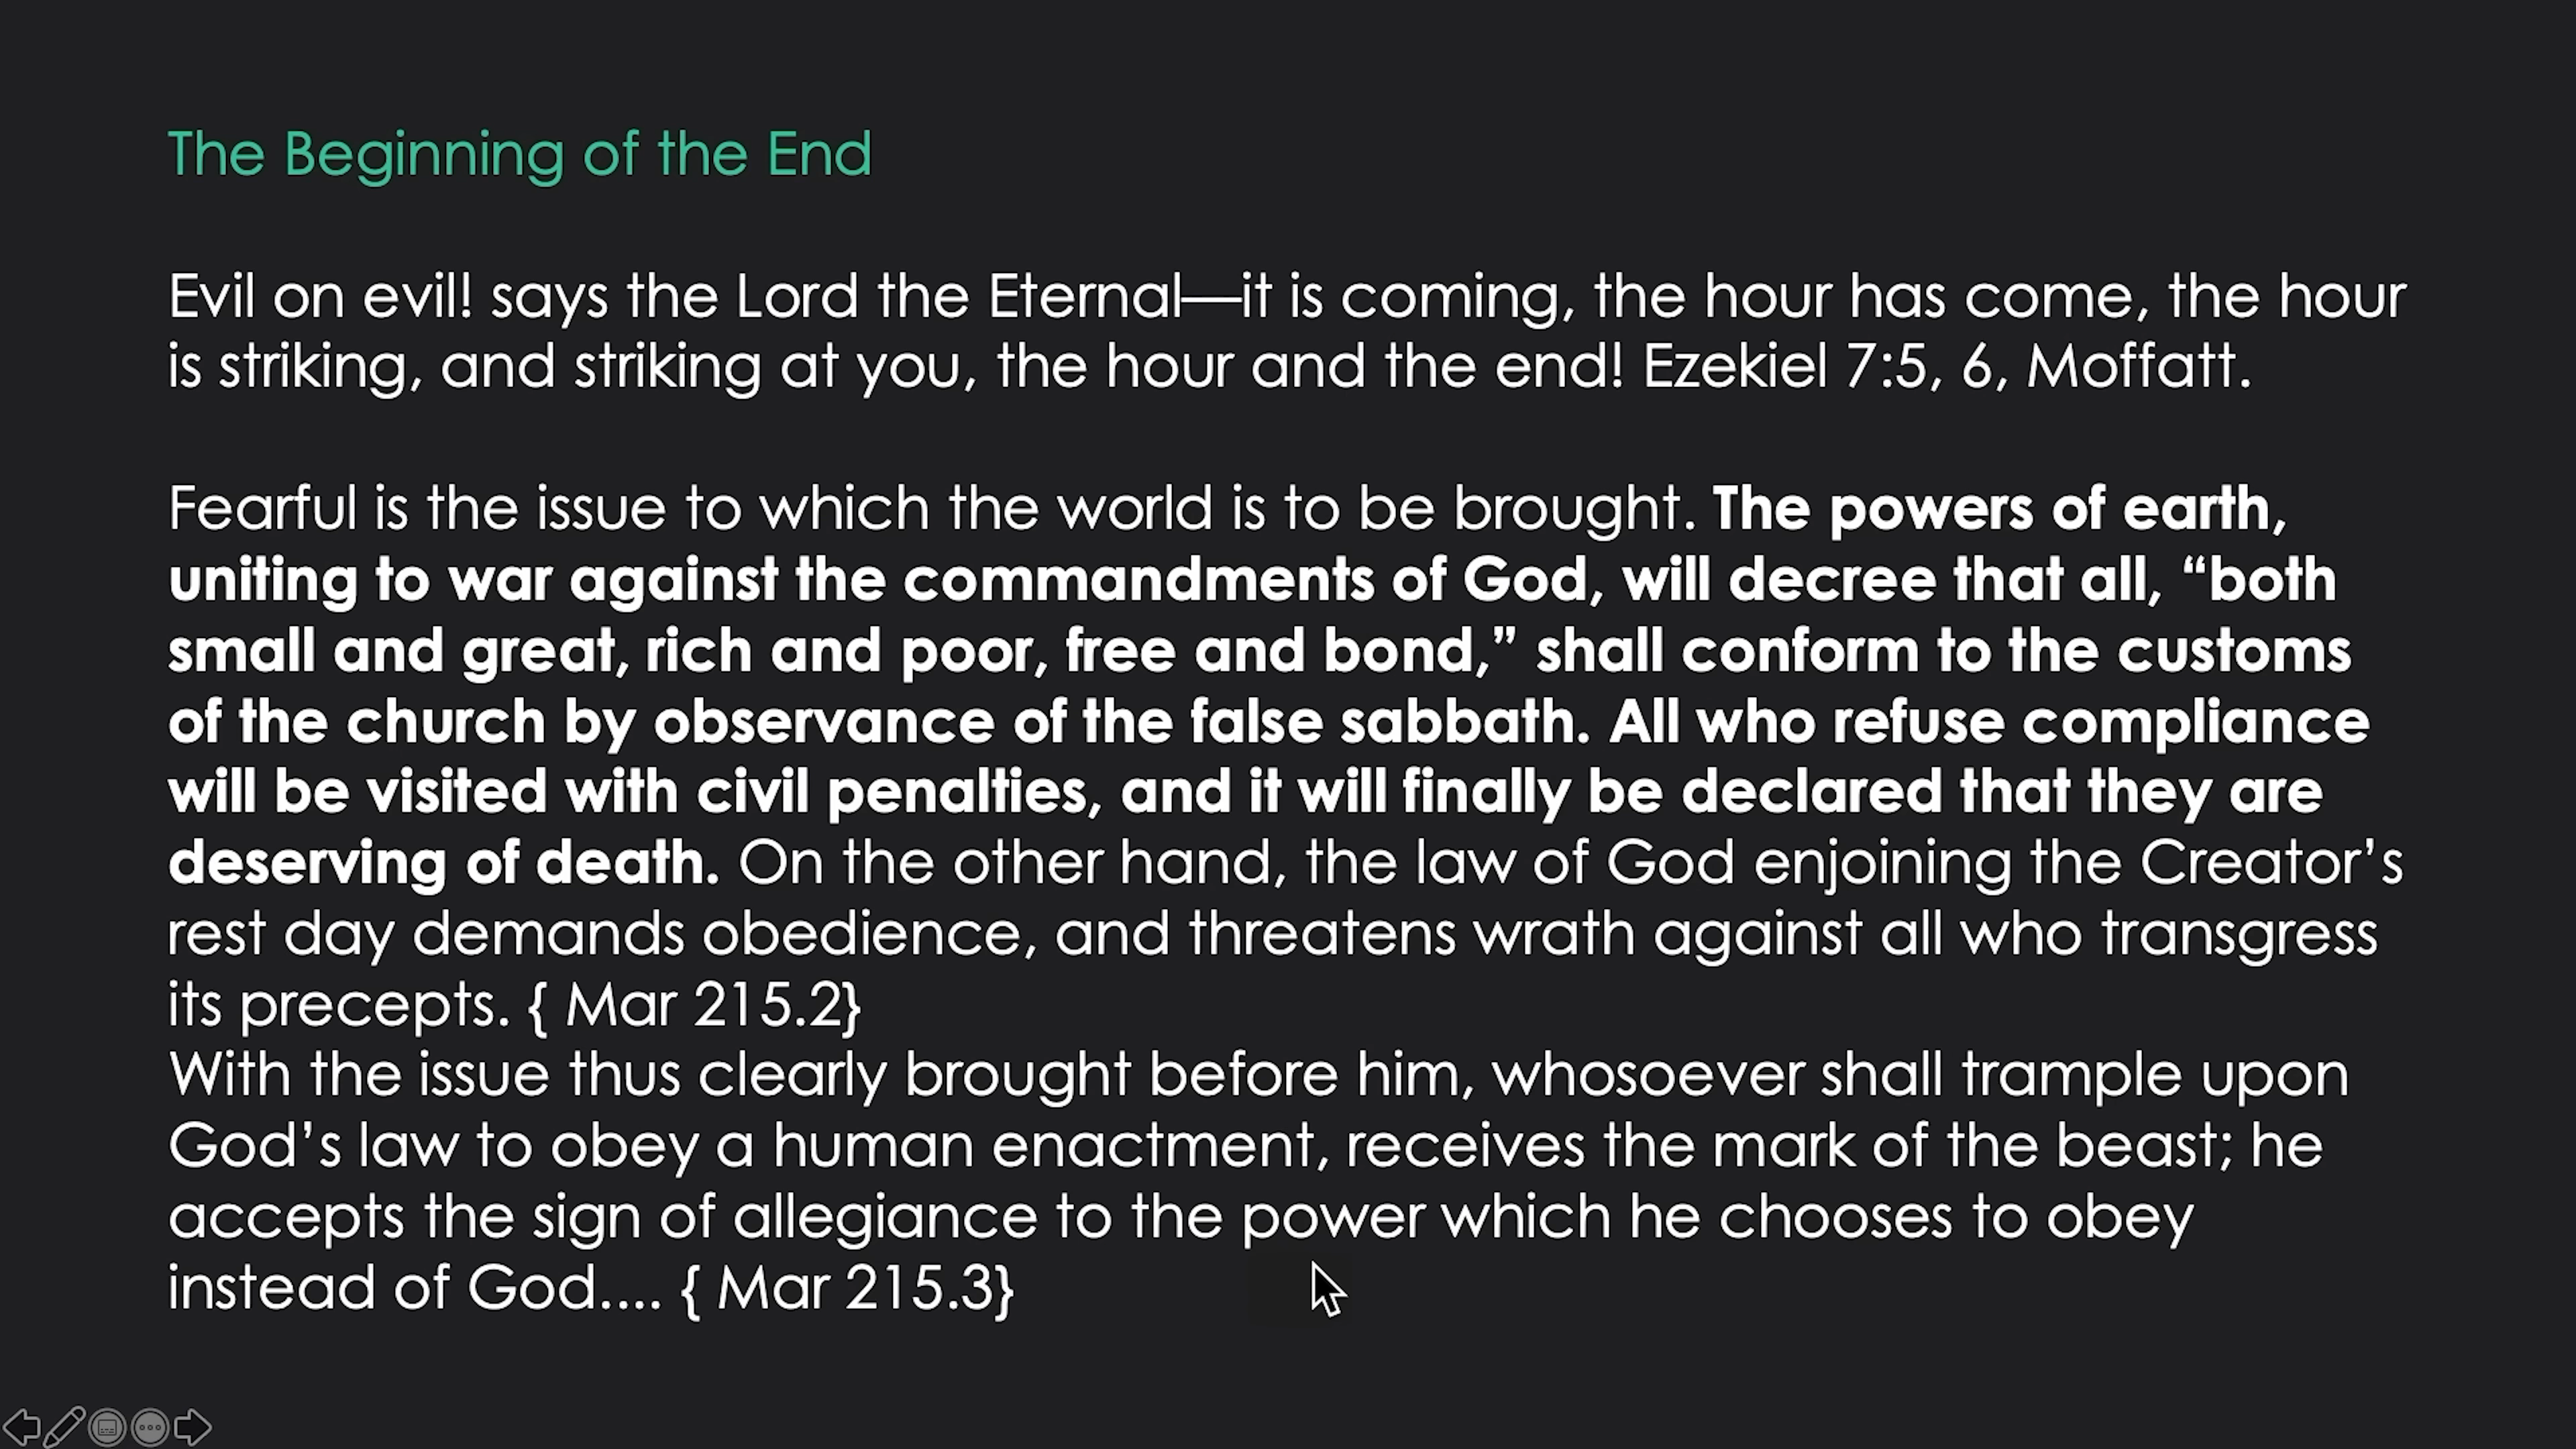 The Beginning of the End
Evil on evil! says the Lord the Eternal—it is coming, the hour has come, the hour
is striking, and striking at you, the hour and the end! Ezekiel 7:5, 6, Moffatt.
Fearful is the issue to which the world is to be brought. The powers of earth,
uniting to war against the commandments of God, will decree that all, “both
small and great, rich and poor, free and bond,” shall conform to the customs
of the church by observance of the false sabbath. All who refuse compliance
will be visited with civil penalties, and it will finally be declared that they are
deserving of death. On the other hand, the law of God enjoining the Creator’s
rest day demands obedience, and threatens wrath against all who transgress
its precepts. { Mar 215.2}
With the issue thus clearly brought before him, whosoever shall trample upon
God’s law to obey a human enactment, receives the mark of the beast; he
accepts the sign of allegiance to the power which he chooses to obey
instead of God.... { Mar 215.3}